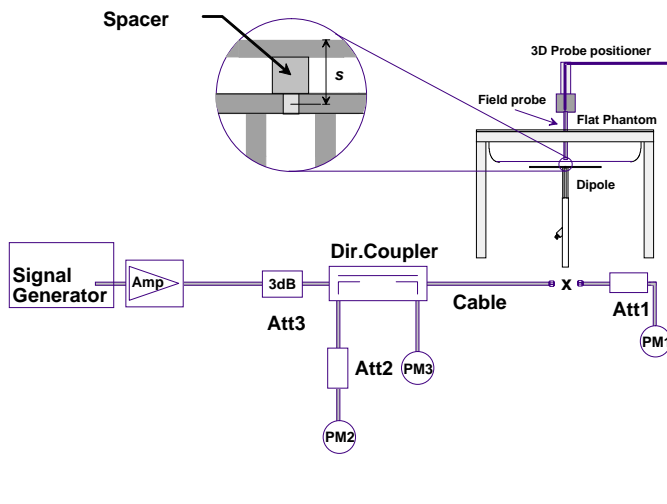 Spacer
s
3D Probe positioner
Field probe
Flat Phantom
Dipole
Signal
Generator
Amp
3dB
Att3
Dir.Coupler
Cable
x
Att1
PM1
Att2
PM3
PM2